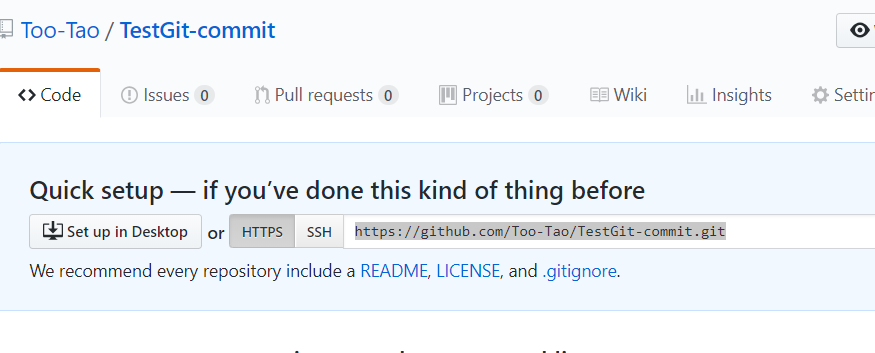 Too-Tao / TestGit-commit
<> Code Issues 0 Pull requests 0 Projects 0 Wiki Insights
Quick setup — if you’ve done this kind of thing before
Set up in Desktop or HTTPS SSH https://github.com/Too-Tao/TestGit-commit.git
We recommend every repository include a README, LICENSE, and .gitignore.